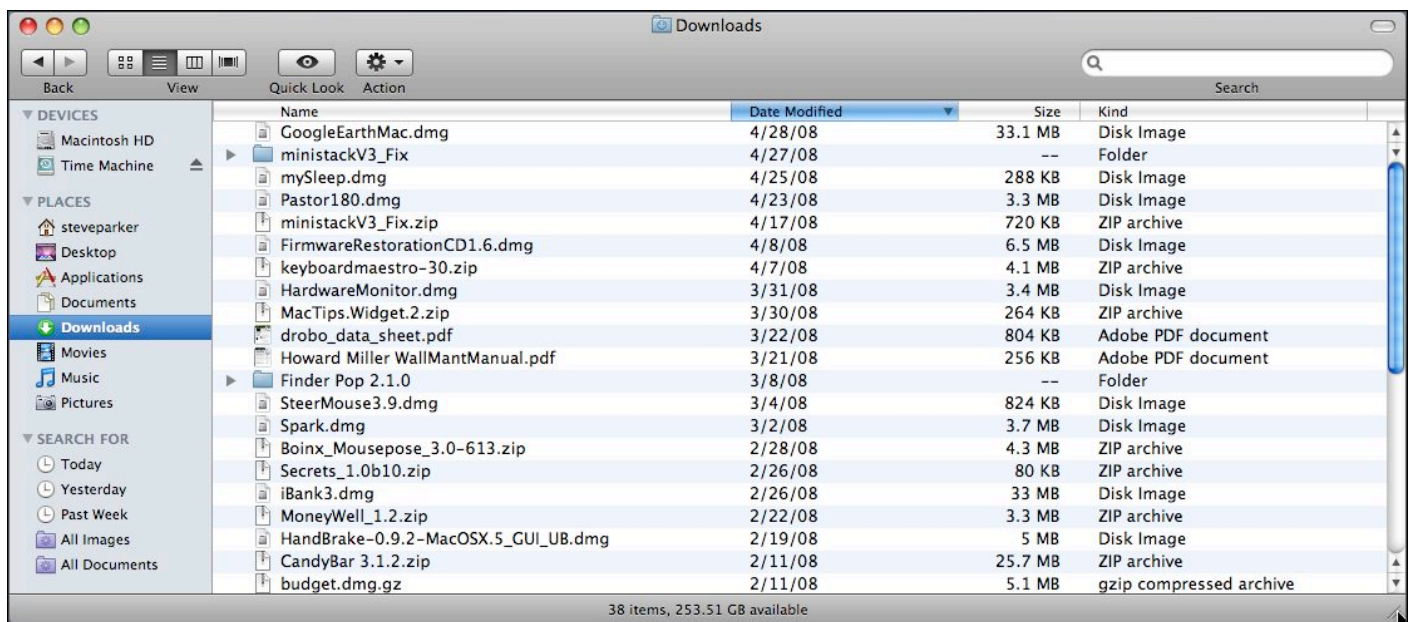 Downloads
Back View Quick Look Action Search
DEVICES
Macintosh HD
Time Machine
PLACES
steveparker
Desktop
Applications
Documents
Downloads
Movies
Music
Pictures
SEARCH FOR
Today
Yesterday
Past Week
All Images
All Documents
Name Date Modified Size Kind
GoogleEarthMac.dmg 4/28/08 33.1 MB Disk Image
ministackV3_Fix 4/27/08 -- Folder
mySleep.dmg 4/25/08 288 KB Disk Image
Pastor180.dmg 4/23/08 3.3 MB Disk Image
ministackV3_Fix.zip 4/17/08 720 KB ZIP archive
FirmwareRestorationCD1.6.dmg 4/8/08 6.5 MB Disk Image
keyboardmaestro-30.zip 4/7/08 4.1 MB ZIP archive
HardwareMonitor.dmg 3/31/08 3.4 MB Disk Image
MacTips.Widget.2.zip 3/30/08 264 KB ZIP archive
drobo_data_sheet.pdf 3/22/08 804 KB Adobe PDF document
Howard Miller WallMantManual.pdf 3/21/08 256 KB Adobe PDF document
Finder Pop 2.1.0 3/8/08 -- Folder
SteerMouse3.9.dmg 3/4/08 824 KB Disk Image
Spark.dmg 3/2/08 3.7 MB Disk Image
Boinx_Mousepose_3.0-613.zip 2/28/08 4.3 MB ZIP archive
Secrets_1.0b10.zip 2/26/08 80 KB ZIP archive
iBank3.dmg 2/26/08 33 MB Disk Image
MoneyWell_1.2.zip 2/22/08 3.3 MB ZIP archive
HandBrake-0.9.2-MacOSX.5_GUI_UB.dmg 2/19/08 5 MB Disk Image
CandyBar 3.1.2.zip 2/11/08 25.7 MB ZIP archive
budget.dmg.gz 2/11/08 5.1 MB gzip compressed archive
38 items, 253.51 GB available